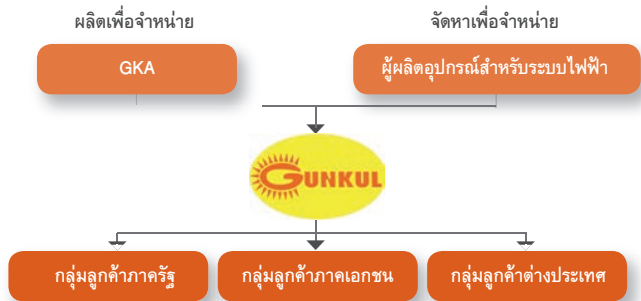 ผลิตเพื่อจำหน่าย
จัดหาเพื่อจำหน่าย
GKA
ผู้ผลิตอุปกรณ์สำหรับระบบไฟฟ้า
GUNKUL
กลุ่มลูกค้าภาครัฐ
กลุ่มลูกค้าภาคเอกชน
กลุ่มลูกค้าต่างประเทศ